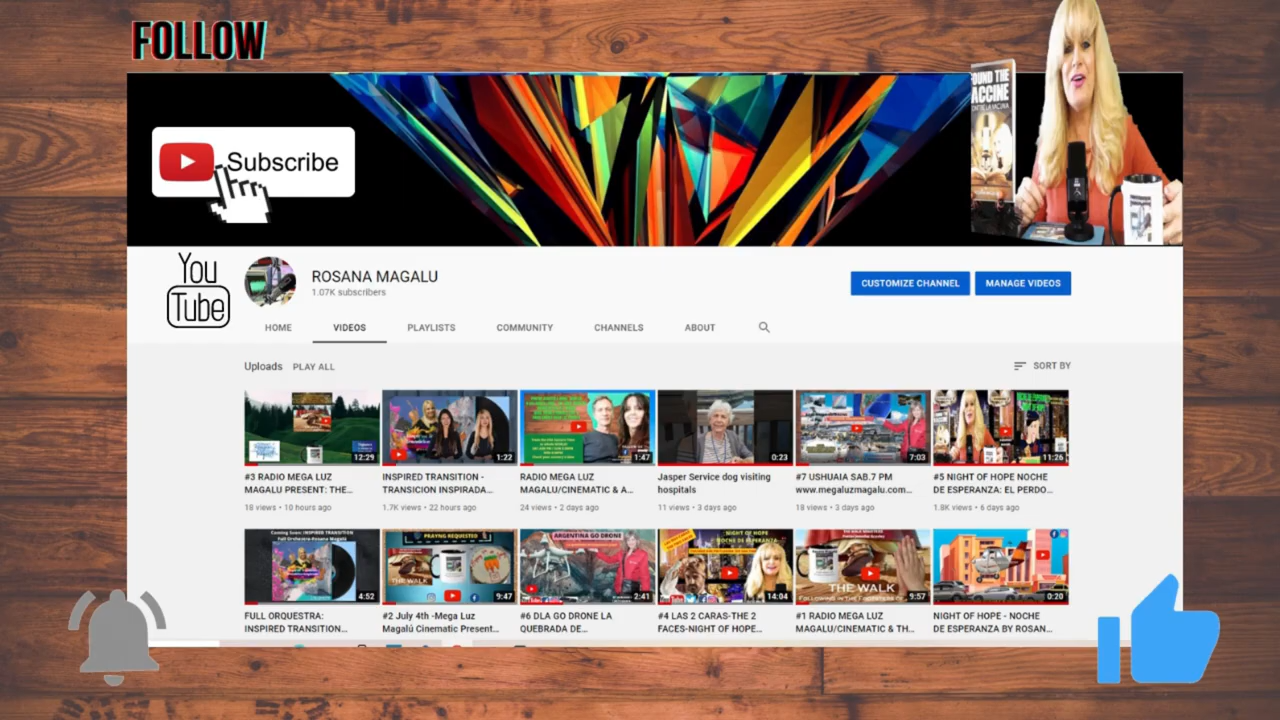 FOLLOW
OUND THE
ACCINE
Subscribe
You
Tube
ROSANA MAGALU
1.07K subscribers
CUSTOMIZE CHANNEL
MANAGE VIDEOS
HOME
VIDEOS
PLAYLISTS
COMMUNITY
CHANNELS
ABOUT
Uploads
PLAY ALL
SORT BY
12:29
1:22
1:47
0:23
7:03
11:26
#3 RADIO MEGA LUZ
MAGALU PRESENT: THE...
18 views • 10 hours ago
INSPIRED TRANSITION -
TRANSICION INSPIRADA...
1.7K views • 22 hours ago
RADIO MEGA LUZ
MAGALU/CINEMATIC & A...
24 views • 2 days ago
Jasper Service dog visiting
hospitals
11 views • 3 days ago
#7 USHUAIA SAB.7 PM
www.megaluzmagalu.com...
18 views • 3 days ago
#5 NIGHT OF HOPE NOCHE
DE ESPERANZA: EL PERDO...
1.8K views • 6 days ago
PRAYNG REQUESTED
THE WALK
ARGENTINA GO DRONE
NIGHT OF HOPE
NOCHE DE ESPERANZA
THE WALK
4:52
9:47
2:41
14:04
9:57
0:20
FULL ORQUESTRA:
INSPIRED TRANSITION...
#2 July 4th -Mega Luz
Magalú Cinematic Present...
#6 DLA GO DRONE LA
QUEBRADA DE...
#4 LAS 2 CARAS-THE 2
FACES-NIGHT OF HOPE...
#1 RADIO MEGA LUZ
MAGALU/CINEMATIC & TH...
NIGHT OF HOPE - NOCHE
DE ESPERANZA BY ROSAN...